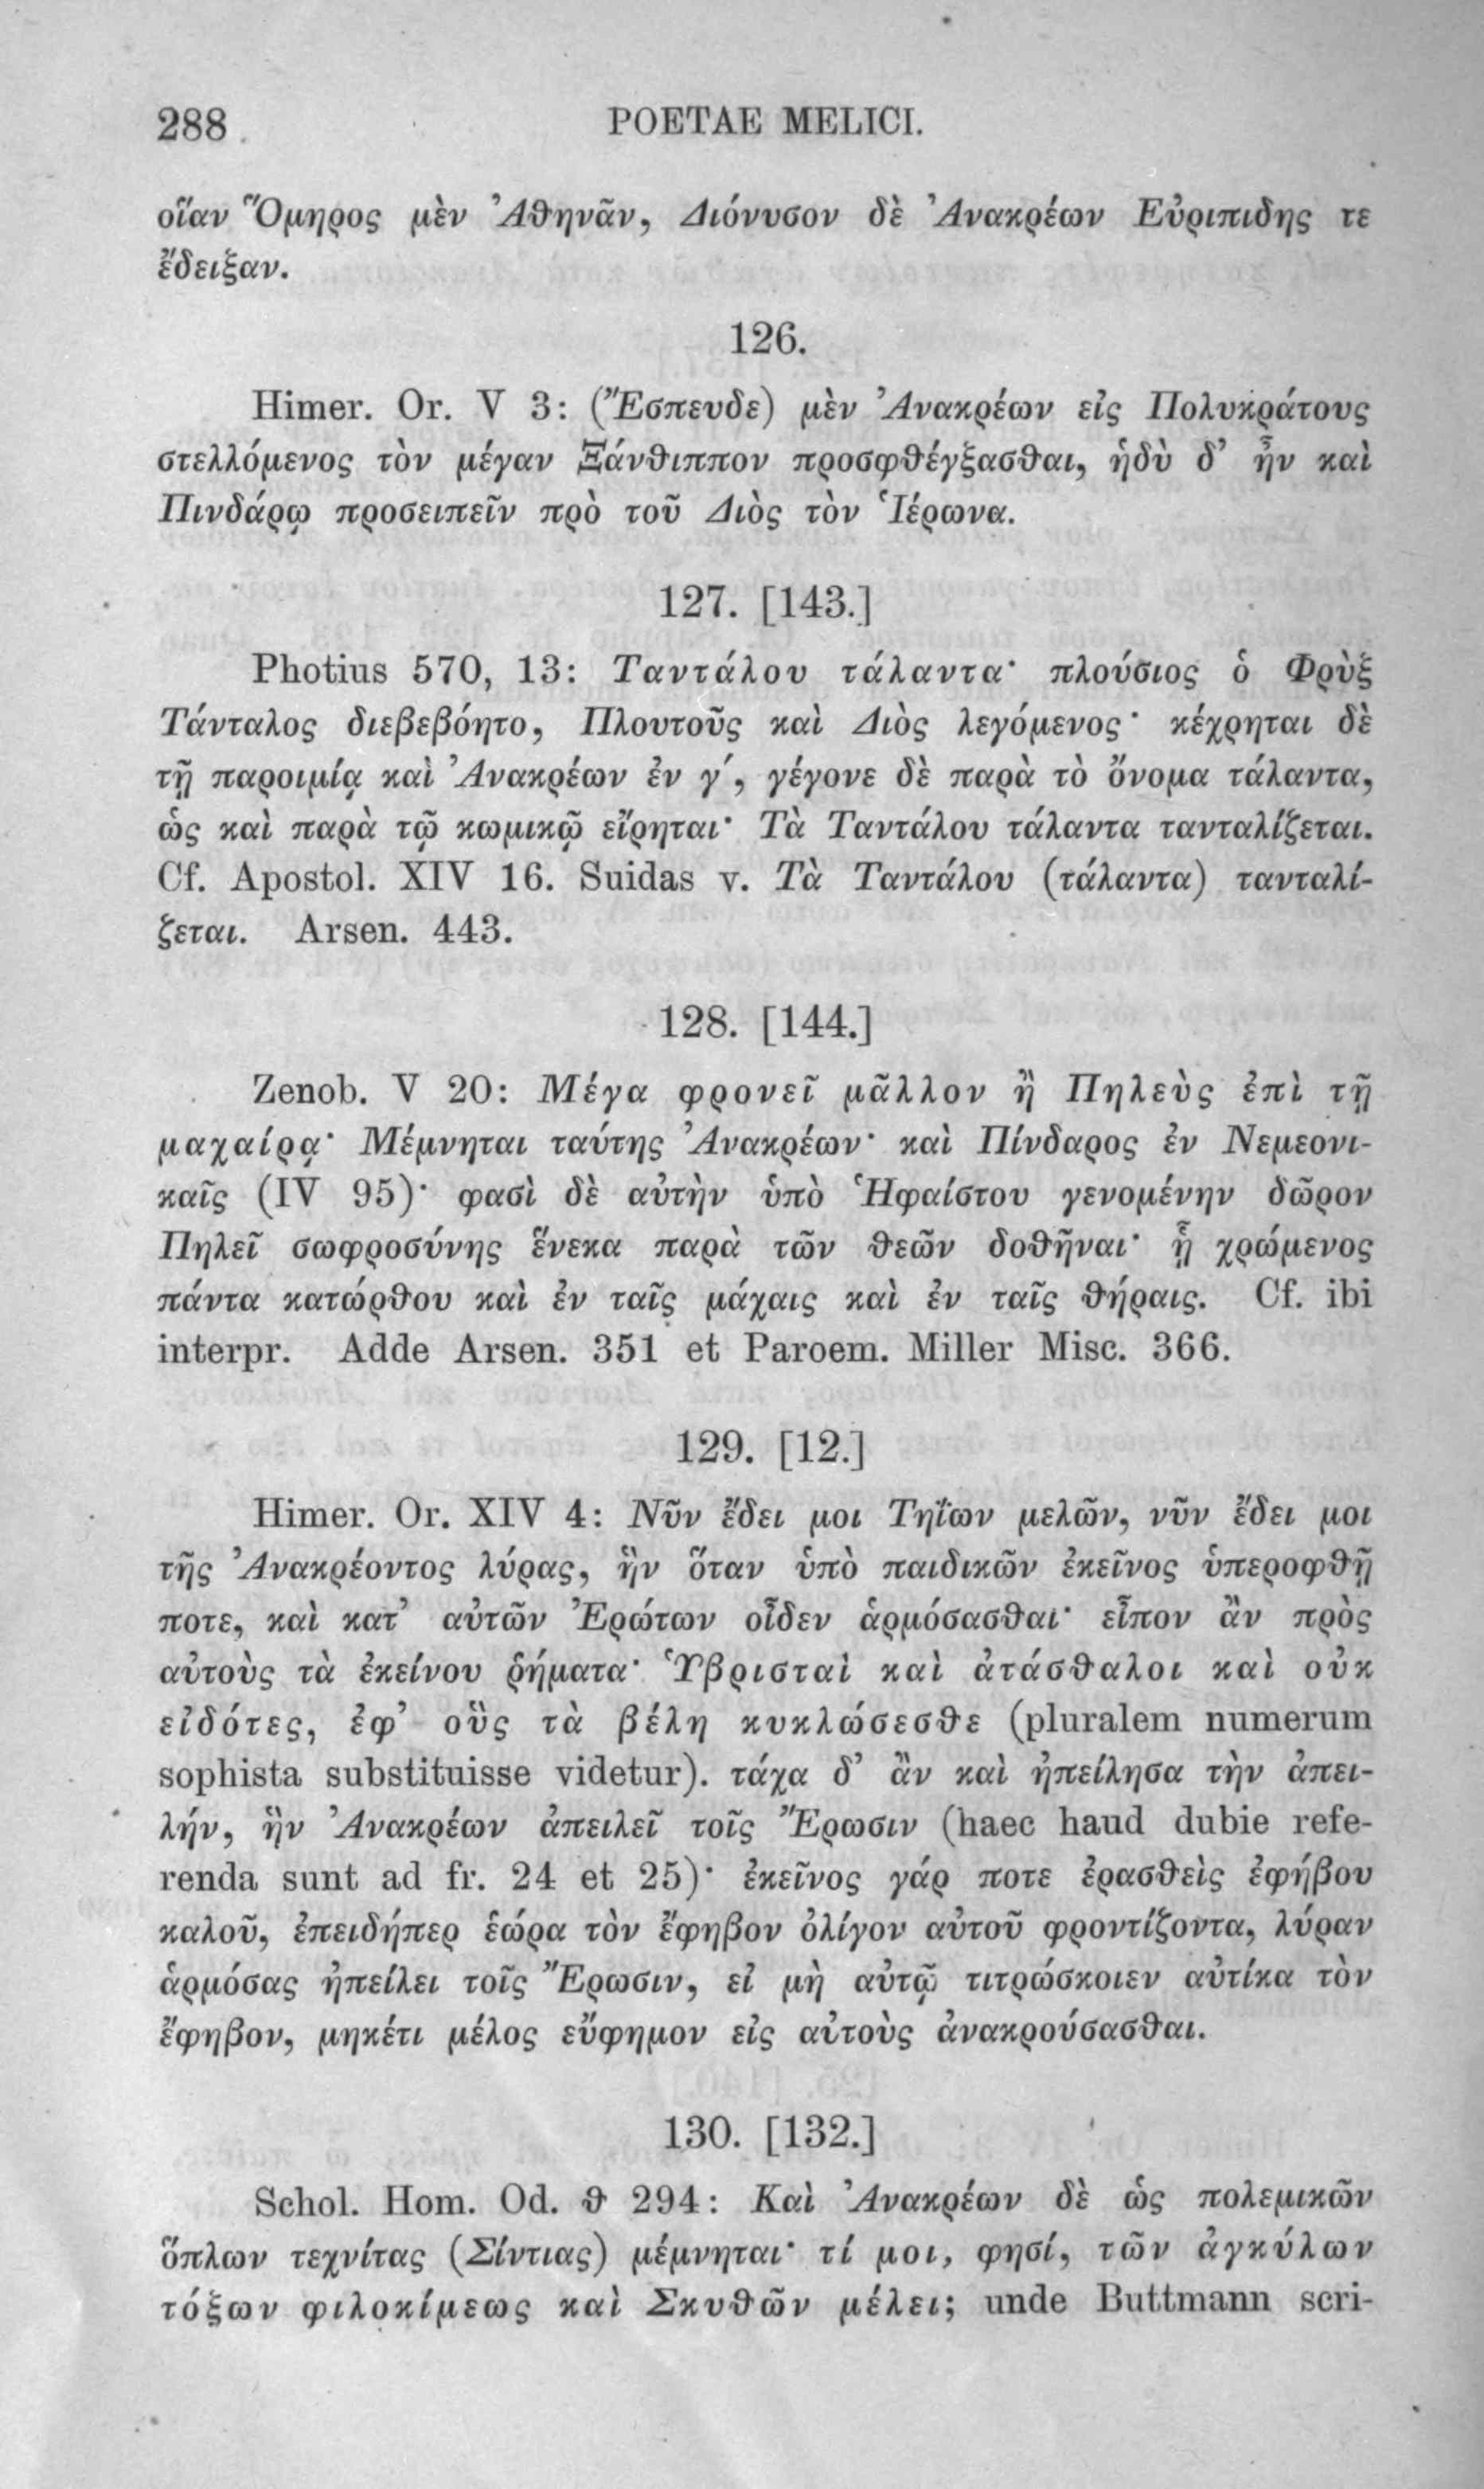 288
POETAE MELICI.
οἵαν Ὅμηρος μὲν Ἀθηνᾶν, Διόνυσον δὲ Ἀνακρέων Εὐριπιδης τε
ἔδειξαν.
126.
Himer. Or. V 3: (Ἔσπευδε) μὲν Ἀνακρέων εἰς Πολυκράτους
στελλόμενος τὸν μέγαν Ξάνθιππον προσφθέγξασθαι, ἡδὺ δ’ ἦν καὶ
Πινδάρῳ προσειπεῖν πρὸ τοῦ Διὸς τὸν Ἱέρωνα.
127. [143.]
Photius 570, 13: Ταντάλου τάλαντα· πλούσιος ὁ Φρὺξ
Τάνταλος διεβεβόητο, Πλουτοῦς καὶ Διὸς λεγόμενος· κέχρηται δὲ
τῇ παροιμίᾳ καὶ Ἀνακρέων ἐν γ΄, γέγονε δὲ παρὰ τὸ ὄνομα τάλαντα,
ὡς καὶ παρὰ τῷ κωμικῷ εἴρηται· Τὰ Ταντάλου τάλαντα τανταλίζεται.
Cf. Apostol. XIV 16. Suidas v. Τὰ Ταντάλου (τάλαντα) τανταλί-
ζεται. Arsen. 443.
128. [144.]
Zenob. V 20: Μέγα φρονεῖ μᾶλλον ἢ Πηλεὺς ἐπὶ τῇ
μαχαίρᾳ· Μέμνηται ταύτης Ἀνακρέων· καὶ Πίνδαρος ἐν Νεμεονι-
καῖς (IV 95)· φασὶ δὲ αὐτὴν ὑπὸ Ἡφαίστου γενομένην δῶρον
Πηλεῖ σωφροσύνης ἕνεκα παρὰ τῶν θεῶν δοθῆναι· ᾗ χρώμενος
πάντα κατώρθου καὶ ἐν ταῖς μάχαις καὶ ἐν ταῖς θήραις. Cf. ibi
interpr. Adde Arsen. 351 et Paroem. Miller Misc. 366.
129. [12.]
Himer. Or. XIV 4: Νῦν ἔδει μοι Τηΐων μελῶν, νῦν ἔδει μοι
τῆς Ἀνακρέοντος λύρας, ἣν ὅταν ὑπὸ παιδικῶν ἐκεῖνος ὑπεροφθῇ
ποτε, καὶ κατ’ αὐτῶν Ἐρώτων οἶδεν ἁρμόσασθαι· εἶπον ἂν πρὸς
αὐτοὺς τὰ ἐκείνου ῥήματα· Ὑβρισταὶ καὶ ἀτάσθαλοι καὶ οὐκ
εἰδότες, ἐφ’ οὓς τὰ βέλη κυκλώσεσθε (pluralem numerum
sophista substituisse videtur). τάχα δ’ ἂν καὶ ἠπείλησα τὴν ἀπει-
λήν, ἣν Ἀνακρέων ἀπειλεῖ τοῖς Ἔρωσιν (haec haud dubie refe-
renda sunt ad fr. 24 et 25)· ἐκεῖνος γάρ ποτε ἐρασθεὶς ἐφήβου
καλοῦ, ἐπειδήπερ ἑώρα τὸν ἔφηβον ὀλίγον αὐτοῦ φροντίζοντα, λύραν
ἁρμόσας ἠπείλει τοῖς Ἔρωσιν, εἰ μὴ αὐτῷ τιτρώσκοιεν αὐτίκα τὸν
ἔφηβον, μηκέτι μέλος εὔφημον εἰς αὐτοὺς ἀνακρούσασθαι.
130. [132.]
Schol. Hom. Od. θ 294: Καὶ Ἀνακρέων δὲ ὡς πολεμικῶν
ὅπλων τεχνίτας (Σίντιας) μέμνηται· τί μοι, φησί, τῶν ἀγκύλων
τόξων φιλοκίμεως καὶ Σκυθῶν μέλει; unde Buttmann scri-